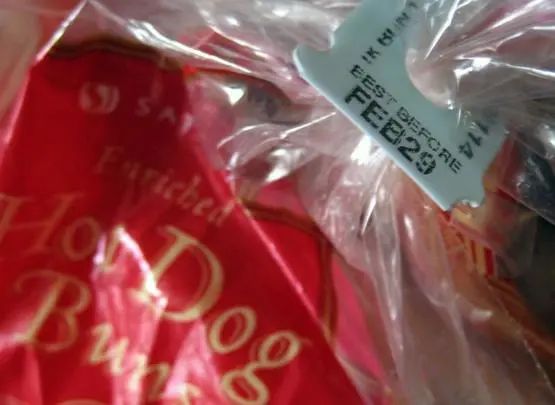 Enriched
Hot Dog
Buns
BEST BEFORE
FEB29